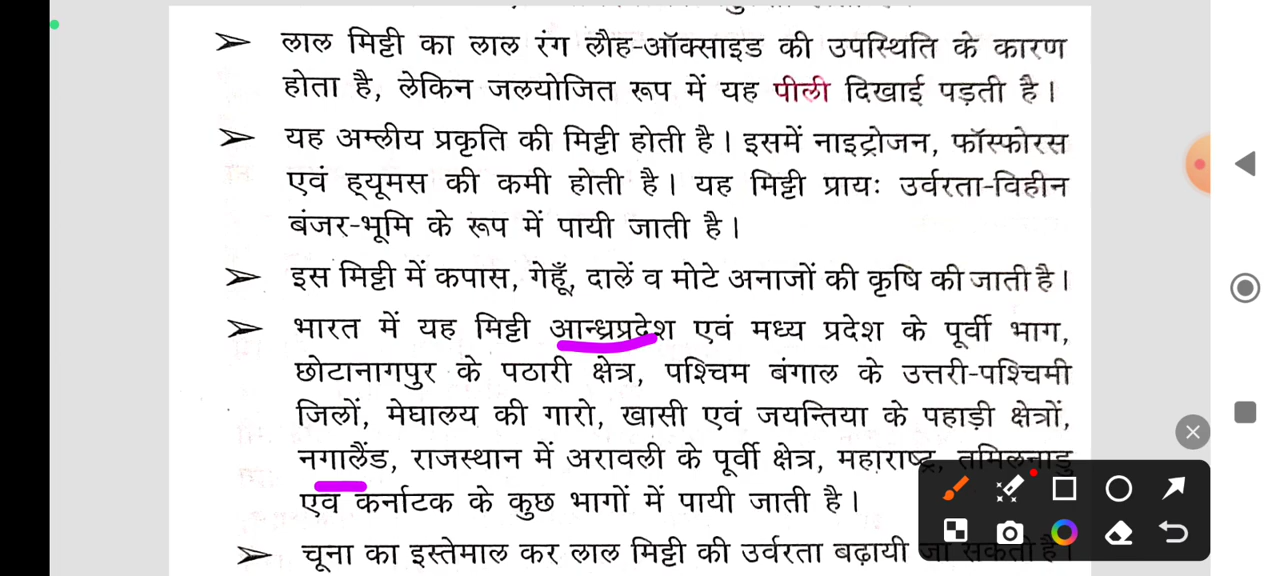 ➢ लाल मिट्टी का लाल रंग लौह-ऑक्साइड की उपस्थिति के कारण
होता है, लेकिन जलयोजित रूप में यह पीली दिखाई पड़ती है।
➢ यह अम्लीय प्रकृति की मिट्टी होती है। इसमें नाइट्रोजन, फॉस्फोरस
एवं ह्यूमस की कमी होती है। यह मिट्टी प्रायः उर्वरता-विहीन
बंजर-भूमि के रूप में पायी जाती है।
➢ इस मिट्टी में कपास, गेहूँ, दालें व मोटे अनाजों की कृषि की जाती है।
➢ भारत में यह मिट्टी आन्ध्रप्रदेश एवं मध्य प्रदेश के पूर्वी भाग,
छोटानागपुर के पठारी क्षेत्र, पश्चिम बंगाल के उत्तरी-पश्चिमी
जिलों, मेघालय की गारो, खासी एवं जयन्तिया के पहाड़ी क्षेत्रों,
नगालैंड, राजस्थान में अरावली के पूर्वी क्षेत्र, महाराष्ट्र, तमिलनाडु
एवं कर्नाटक के कुछ भागों में पायी जाती है।
➢ चूना का इस्तेमाल कर लाल मिट्टी की उर्वरता बढ़ायी जा सकती है।